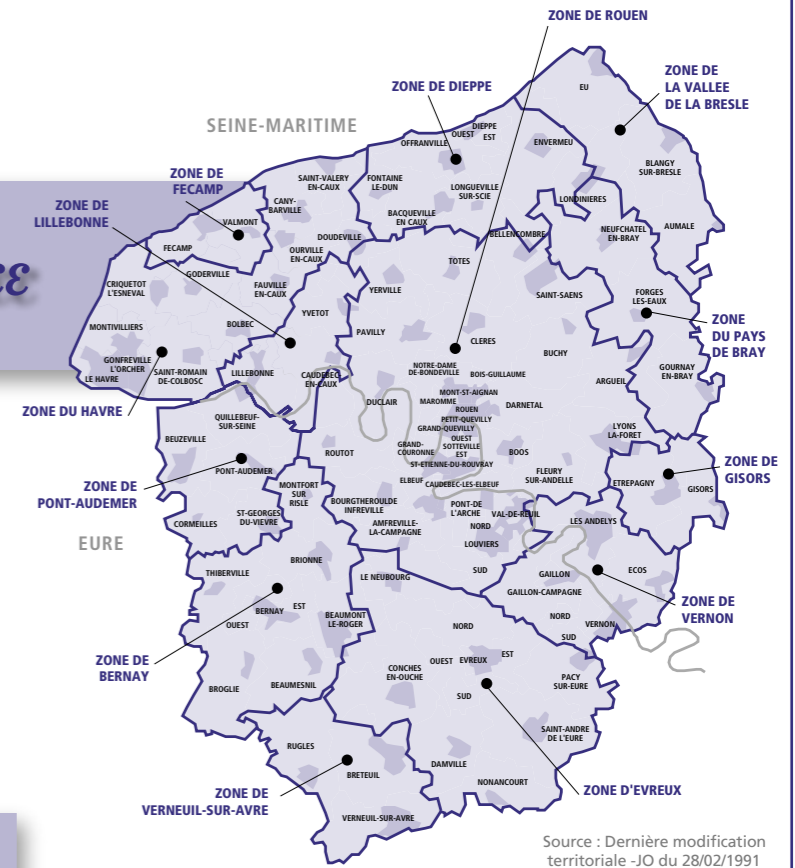 ZONE DE ROUEN
ZONE DE
LA VALLEE
DE LA BRESLE
ZONE DE DIEPPE
SEINE-MARITIME
ZONE DE
FECAMP
ZONE DE
LILLEBONNE
EU
DIEPPE
OUEST
EST
OFFRANVILLE
ENVERMEU
BLANGY
SUR-BRESLE
SAINT-VALERY
EN-CAUX
FONTAINE
LE-DUN
LONGUEVILLE
SUR-SCIE
CANY-
BARVILLE
LONDINIERES
VALMONT
BACQUEVILLE
EN CAUX
NEUFCHATEL
EN-BRAY
AUMALE
DOUDEVILLE
BELLENCOMBRE
FECAMP
OURVILLE
EN-CAUX
TOTES
GODERVILLE
CRIQUETOT
L'ESNEVAL
FAUVILLE
EN-CAUX
YERVILLE
SAINT-SAENS
FORGES
LES-EAUX
YVETOT
ZONE
DU PAYS
DE BRAY
MONTIVILLIERS
BOLBEC
PAVILLY
CLERES
BUCHY
GONFREVILLE
L'ORCHER
LE HAVRE
SAINT-ROMAIN
DE-COLBOSC
LILLEBONNE
CAUDEBEC
EN-CAUX
NOTRE-DAME
DE-BONDEVILLE
BOIS-GUILLAUME
ARGUEIL
GOURNAY
EN-BRAY
ZONE DU HAVRE
DUCLAIR
MONT-ST-AIGNAN
MAROMME
ROUEN
DARNETAL
PETIT-QUEVILLY
GRAND-QUEVILLY
QUILLEBEUF-
SUR-SEINE
BEUZEVILLE
LYONS
LA-FORET
OUEST
SOTTEVILLE
EST
GRAND-
COURONNE
ROUTOT
BOOS
ST-ETIENNE-DU-ROUVRAY
ZONE DE
GISORS
PONT-AUDEMER
ZONE DE
PONT-AUDEMER
MONTFORT
SUR
RISLE
ELBEUF
CAUDEBEC-LES-ELBEUF
FLEURY
SUR-ANDELLE
ETREPAGNY
GISORS
BOURGTHEROULDE
INFREVILLE
PONT-DE
L'ARCHE
VAL-DE-REUIL
ST-GEORGES
DU-VIEVRE
CORMEILLES
AMFREVILLE-
LA-CAMPAGNE
NORD
LES ANDELYS
EURE
LOUVIERS
BRIONNE
THIBERVILLE
LE NEUBOURG
SUD
GAILLON
ECOS
GAILLON-CAMPAGNE
EST
BERNAY
OUEST
BEAUMONT
LE-ROGER
NORD
NORD
VERNON
SUD
ZONE DE
VERNON
ZONE DE
BERNAY
OUEST
EVREUX
EST
CONCHES
EN-OUCHE
PACY
SUR-EURE
BROGLIE
BEAUMESNIL
SUD
SAINT-ANDRE
DE L'EURE
RUGLES
BRETEUIL
DAMVILLE
NONANCOURT
ZONE D'EVREUX
ZONE DE
VERNEUIL-SUR-AVRE
VERNEUIL-SUR-AVRE
Source : Dernière modification
territoriale -JO du 28/02/1991